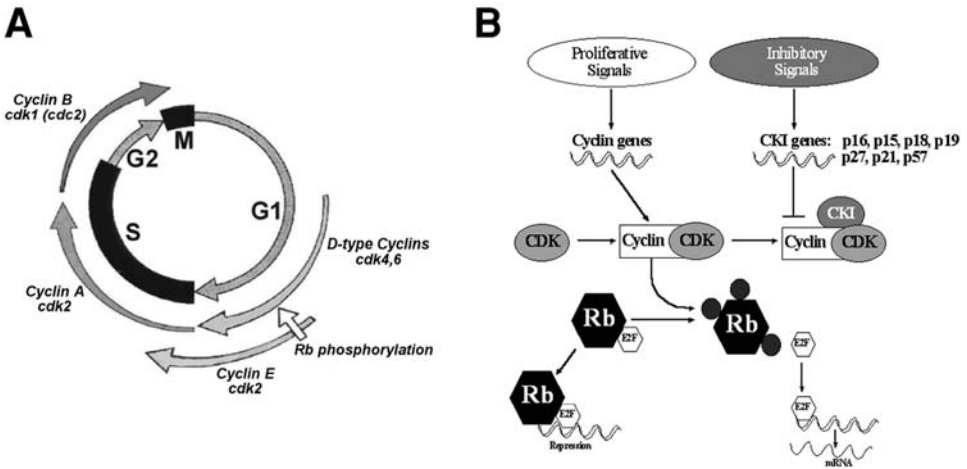 A
Cyclin B
cdk1 (cdc2)
M
G2
G1
S
D-type Cyclins
cdk4,6
Cyclin A
cdk2
Rb phosphorylation
Cyclin E
cdk2
B
Proliferative
Signals
Inhibitory
Signals
Cyclin genes
CKI genes: p16, p15, p18, p19
p27, p21, p57
CKI
CDK
Cyclin CDK
Cyclin CDK
Rb
E2F
Rb
E2F
Rb
E2F
Repression
E2F
mRNA